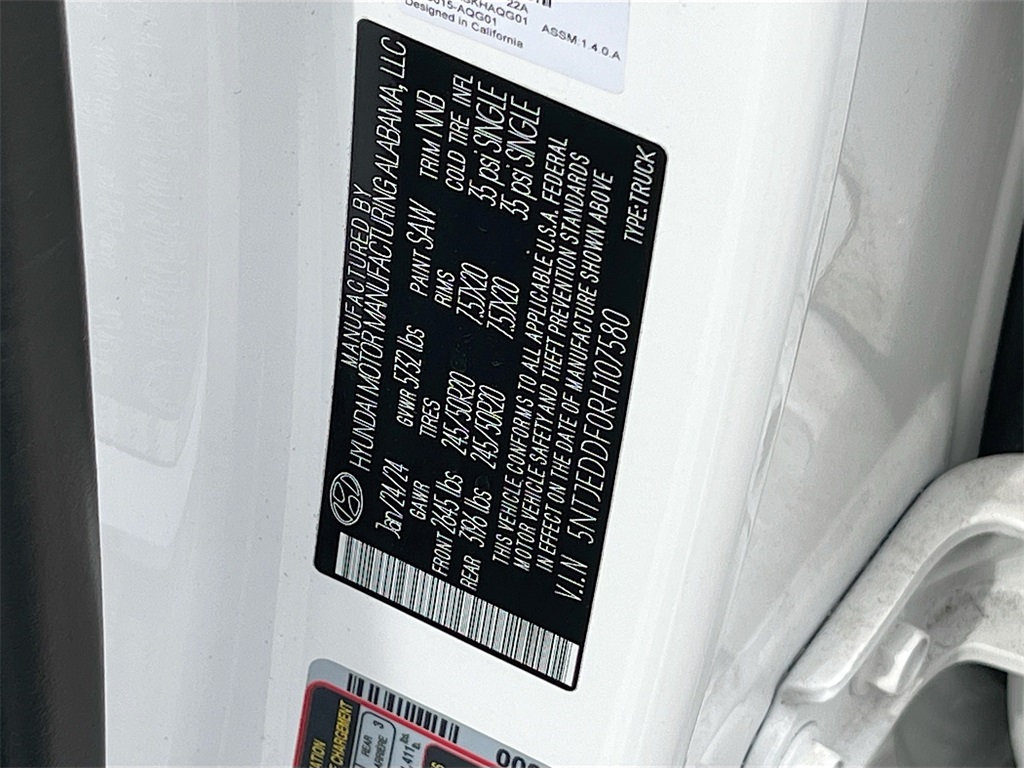 22A
Designed in California
ASSM:1.4.0.A
MANUFACTURED BY
HYUNDAI MOTOR MANUFACTURING ALABAMA, LLC
Jan/24/24 GVWR 5732 lbs PAINT SAW TRIM NNB
GAWR TIRES RIMS COLD TIRE INFL
FRONT 2845 lbs 245/50R20 7.5JX20 35 psi SINGLE
REAR 3196 lbs 245/50R20 7.5JX20 35 psi SINGLE
THIS VEHICLE CONFORMS TO ALL APPLICABLE U.S.A. FEDERAL
MOTOR VEHICLE SAFETY AND THEFT PREVENTION STANDARDS
IN EFFECT ON THE DATE OF MANUFACTURE SHOWN ABOVE
V.I.N 5NTJEDDF0RH107580 TYPE:TRUCK
CHARGEMENT
REAR 3